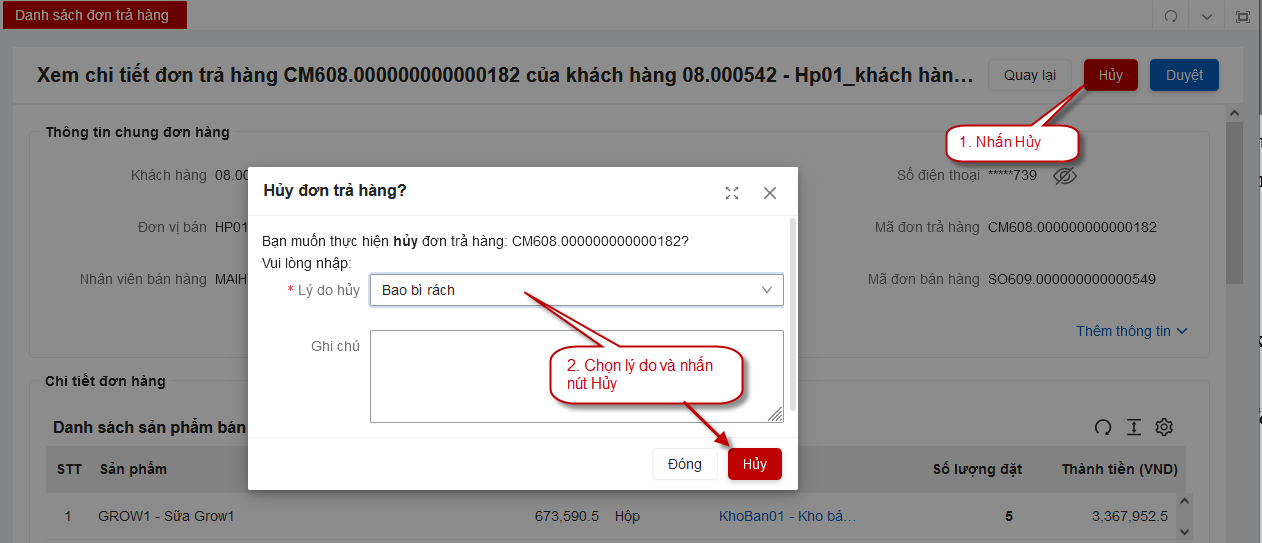 Danh sách đơn trả hàng
Xem chi tiết đơn trả hàng CM608.000000000000182 của khách hàng 08.000542 - Hp01_khách hàn…
Quay lại
Hủy
Duyệt
1. Nhấn Hủy
Thông tin chung đơn hàng
Khách hàng 08.00
Số điện thoại *****739
Đơn vị bán HP01
Mã đơn trả hàng CM608.000000000000182
Nhân viên bán hàng MAIH
Mã đơn bán hàng SO609.000000000000549
Thêm thông tin
Hủy đơn trả hàng?
Bạn muốn thực hiện hủy đơn trả hàng: CM608.000000000000182?
Vui lòng nhập:
* Lý do hủy Bao bì rách
Ghi chú
2. Chọn lý do và nhấn
nút Hủy
Đóng
Hủy
Chi tiết đơn hàng
Danh sách sản phẩm bán
STT Sản phẩm Số lượng đặt Thành tiền (VND)
1 GROW1 - Sữa Grow1 673,590.5 Hộp KhoBan01 - Kho bá… 5 3,367,952.5